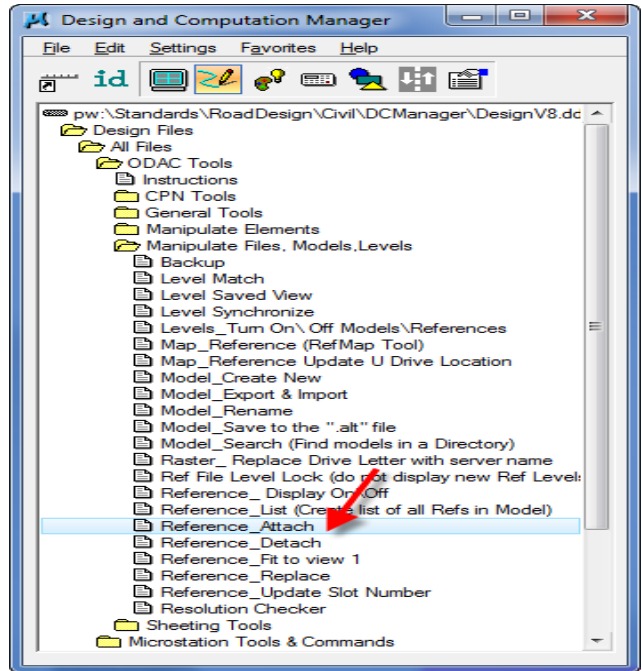 Design and Computation Manager
File Edit Settings Favorites Help
id
pw:\Standards\RoadDesign\Civil\DCManager\DesignV8.dc
Design Files
All Files
ODAC Tools
Instructions
CPN Tools
General Tools
Manipulate Elements
Manipulate Files, Models,Levels
Backup
Level Match
Level Saved View
Level Synchronize
Levels_Turn On\ Off Models\References
Map_Reference (RefMap Tool)
Map_Reference Update U Drive Location
Model_Create New
Model_Export & Import
Model_Rename
Model_Save to the ".alt" file
Model_Search (Find models in a Directory)
Raster_ Replace Drive Letter with server name
Ref File Level Lock (do not display new Ref Levels
Reference_ Display On\Off
Reference_List (Create list of all Refs in Model)
Reference_Attach
Reference_Detach
Reference_Fit to view 1
Reference_Replace
Reference_Update Slot Number
Resolution Checker
Sheeting Tools
Microstation Tools & Commands